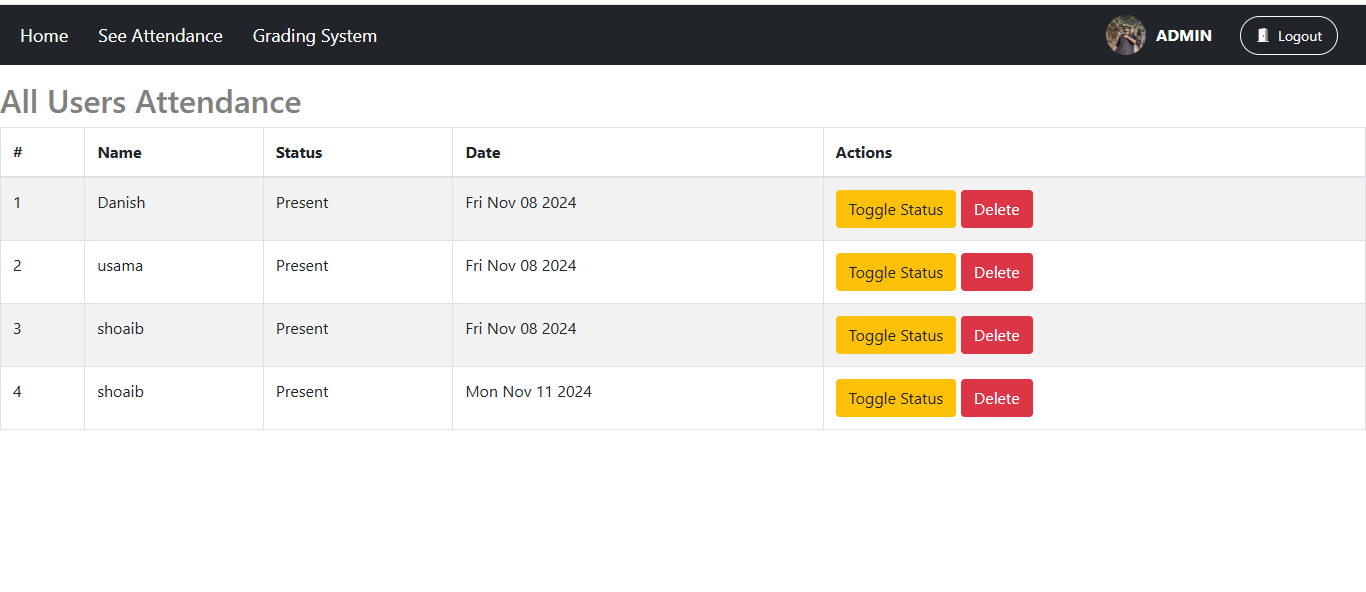 Home See Attendance Grading System ADMIN Logout
All Users Attendance
# Name Status Date Actions
1 Danish Present Fri Nov 08 2024 Toggle Status Delete
2 usama Present Fri Nov 08 2024 Toggle Status Delete
3 shoaib Present Fri Nov 08 2024 Toggle Status Delete
4 shoaib Present Mon Nov 11 2024 Toggle Status Delete